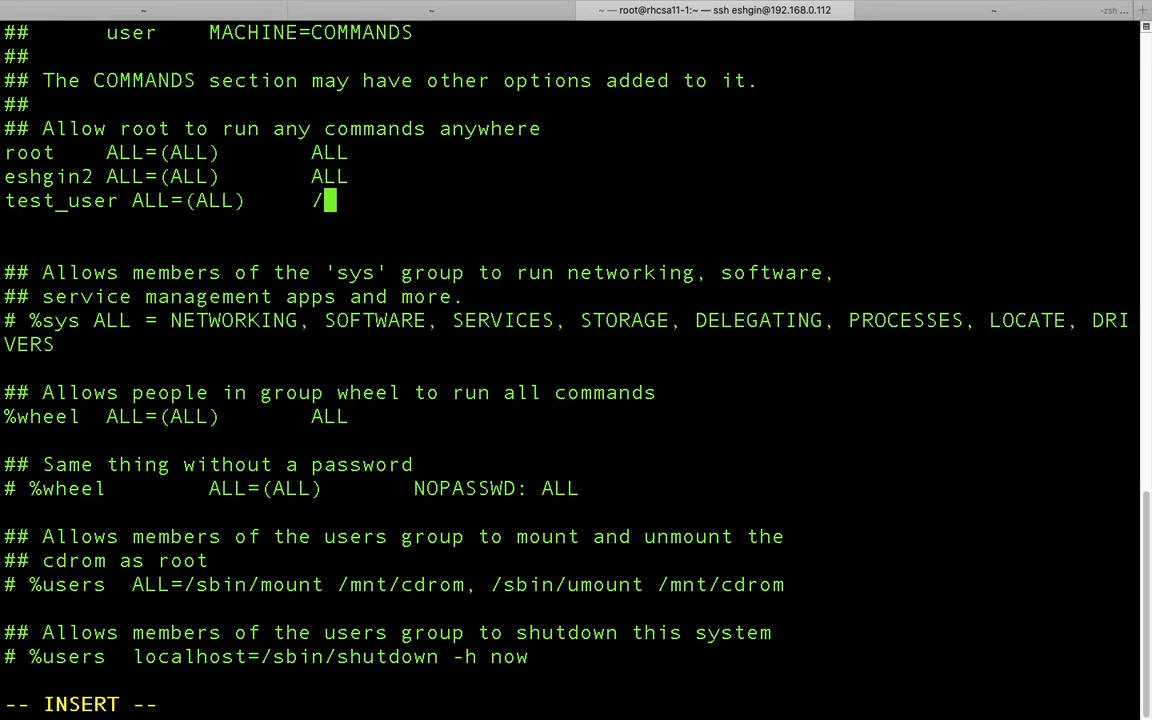 ~ ~ ~ — root@rhcsa11-1:~ — ssh eshgin@192.168.0.112 ~ -zsh ... +
## user MACHINE=COMMANDS
##
## The COMMANDS section may have other options added to it.
##
## Allow root to run any commands anywhere
root ALL=(ALL) ALL
eshgin2 ALL=(ALL) ALL
test_user ALL=(ALL) /
## Allows members of the 'sys' group to run networking, software,
## service management apps and more.
# %sys ALL = NETWORKING, SOFTWARE, SERVICES, STORAGE, DELEGATING, PROCESSES, LOCATE, DRI
VERS
## Allows people in group wheel to run all commands
%wheel ALL=(ALL) ALL
## Same thing without a password
# %wheel ALL=(ALL) NOPASSWD: ALL
## Allows members of the users group to mount and unmount the
## cdrom as root
# %users ALL=/sbin/mount /mnt/cdrom, /sbin/umount /mnt/cdrom
## Allows members of the users group to shutdown this system
# %users localhost=/sbin/shutdown -h now
-- INSERT --